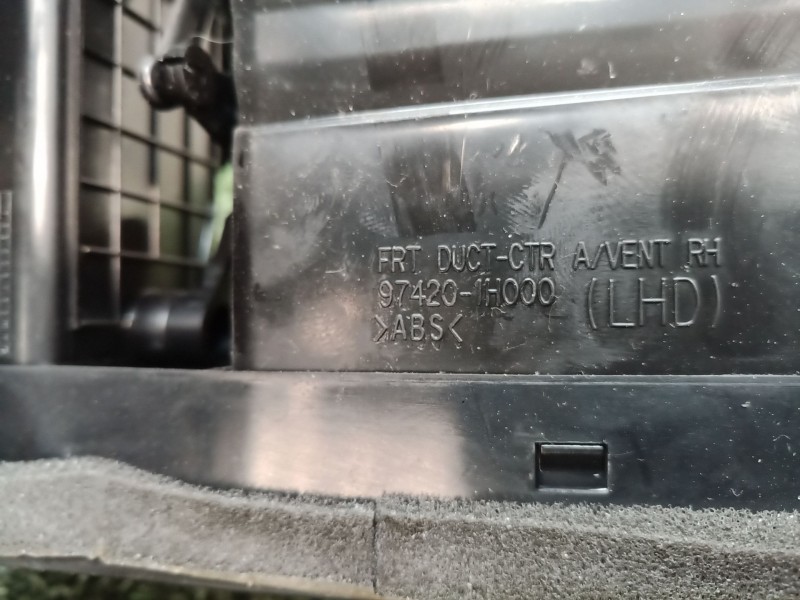 FRT DUCT-CTR A/VENT RH
97420-1H000 (LHD)
>ABS<